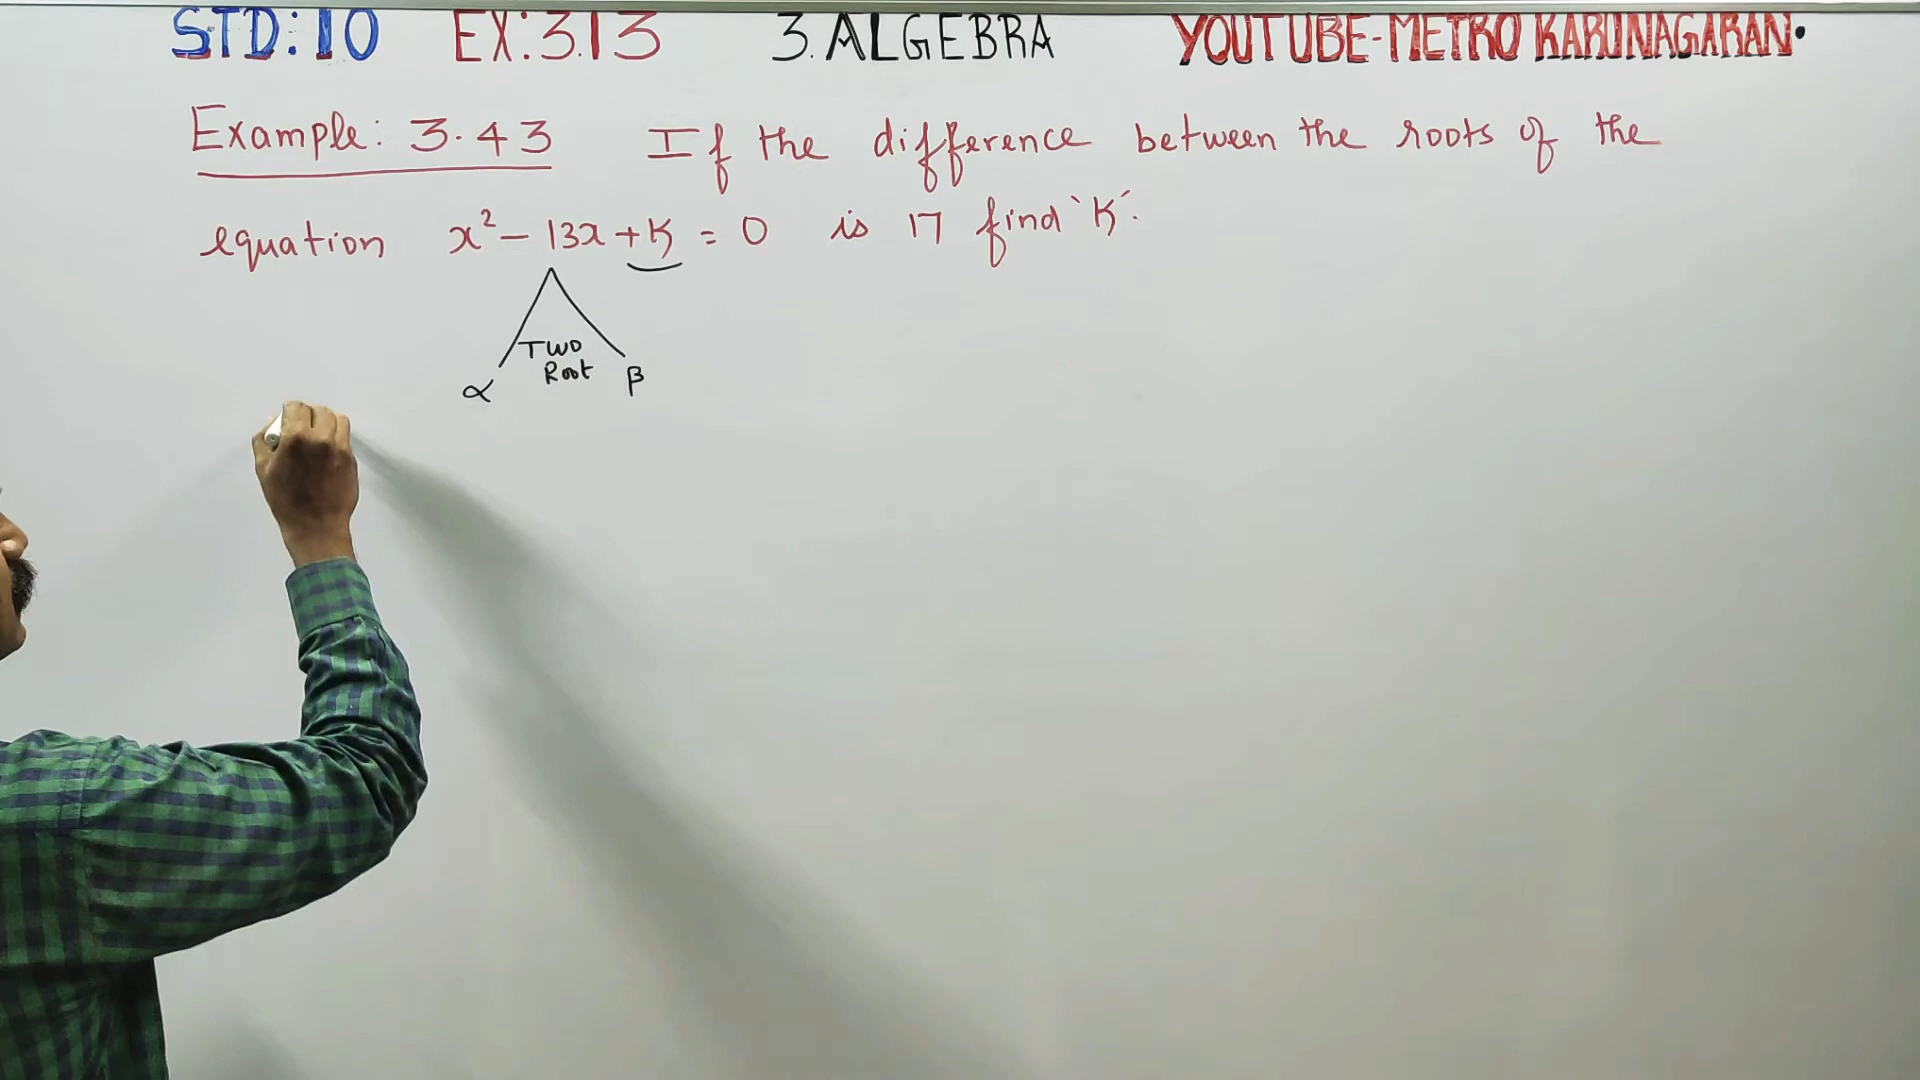 STD:10 EX:3.13 3.ALGEBRA YOUTUBE-METRO KARUNAGARAN.
Example: 3.43 If the difference between the roots of the
equation x² - 13x + K = 0 is 17 find 'K'.
Two
Root
α β